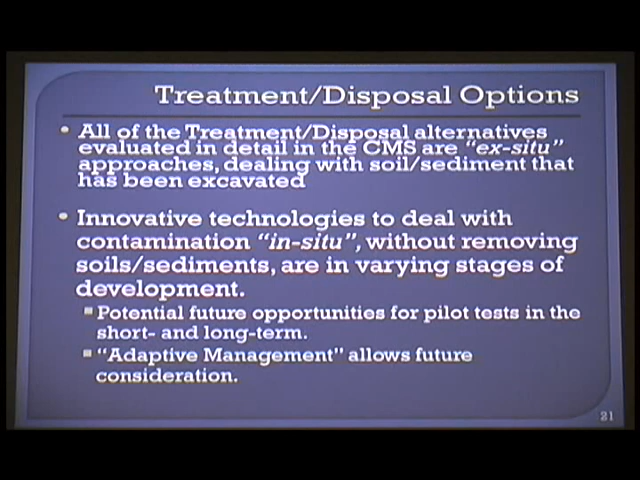 Treatment/Disposal Options
• All of the Treatment/Disposal alternatives
evaluated in detail in the CMS are "ex-situ"
approaches, dealing with soil/sediment that
has been excavated
• Innovative technologies to deal with
contamination "in-situ", without removing
soils/sediments, are in varying stages of
development.
▪ Potential future opportunities for pilot tests in the
short- and long-term.
▪ "Adaptive Management" allows future
consideration.
21